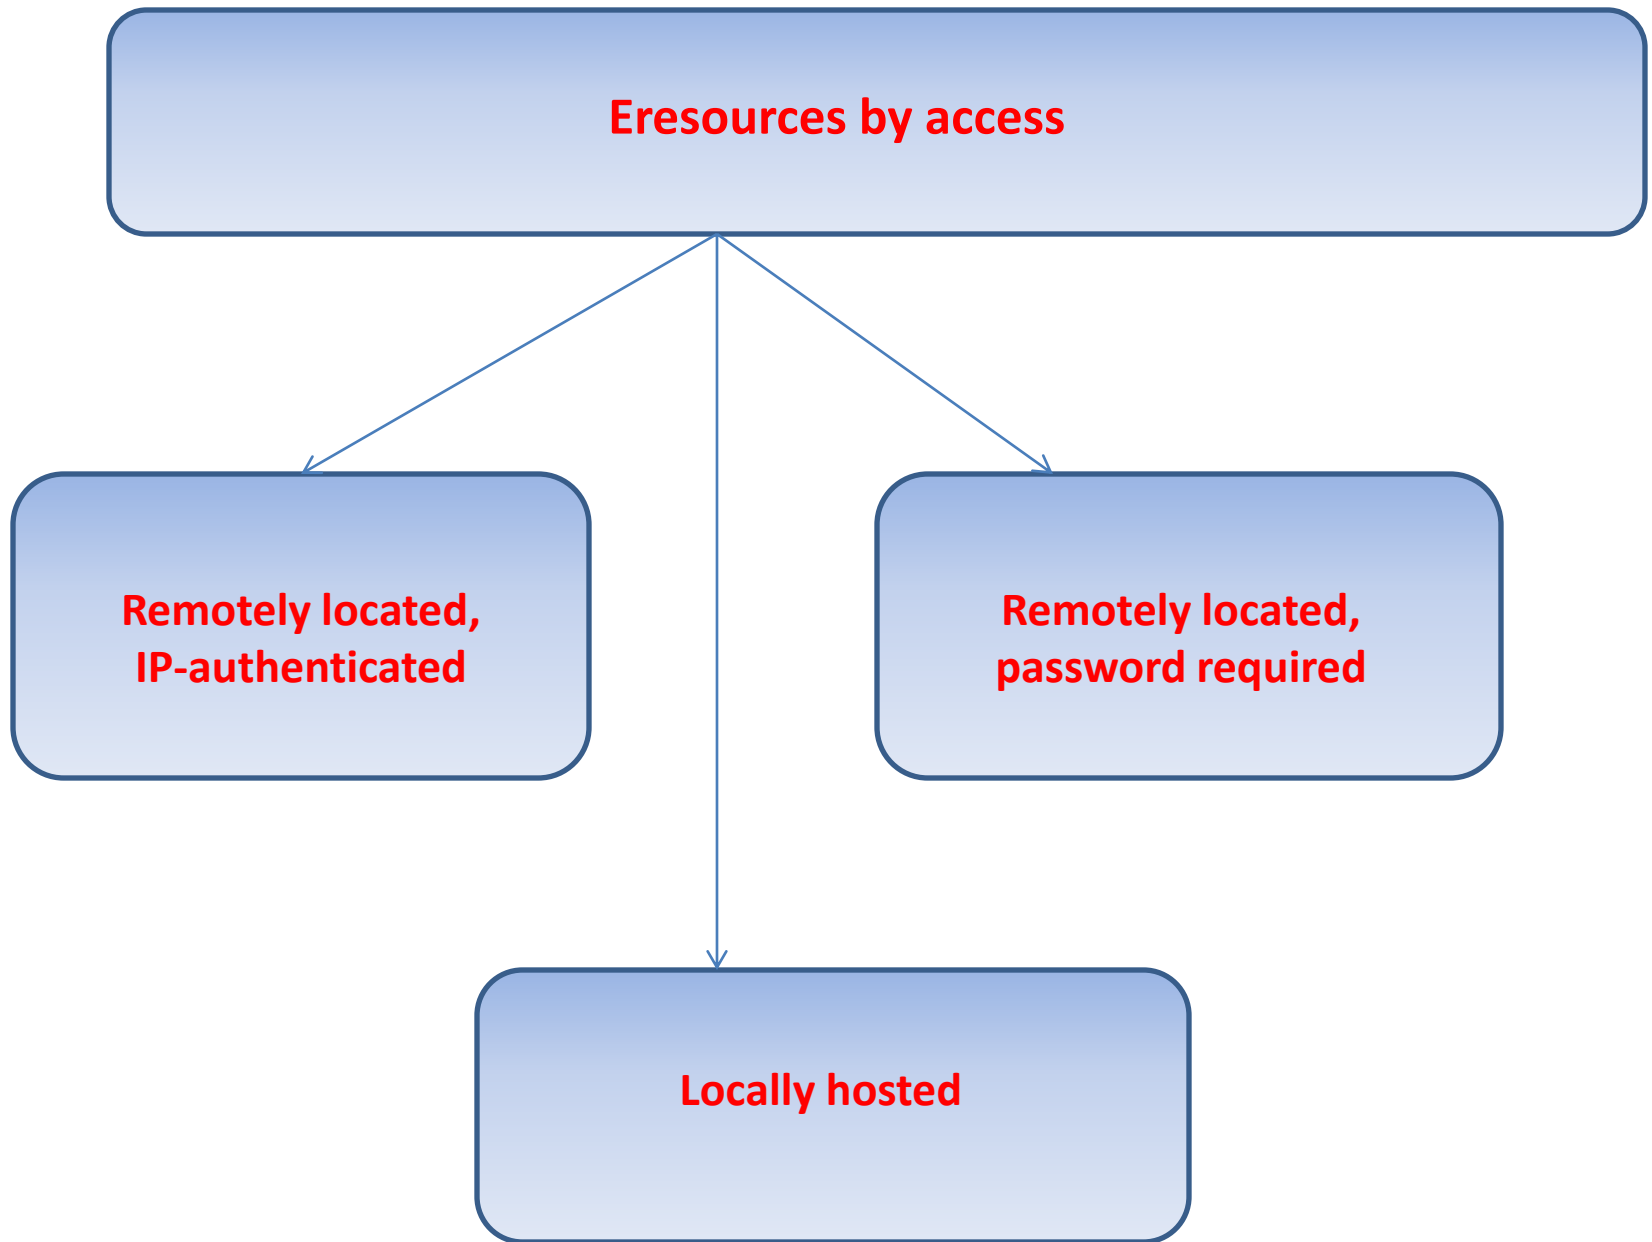 Eresources by access
Remotely located,
IP-authenticated
Remotely located,
password required
Locally hosted